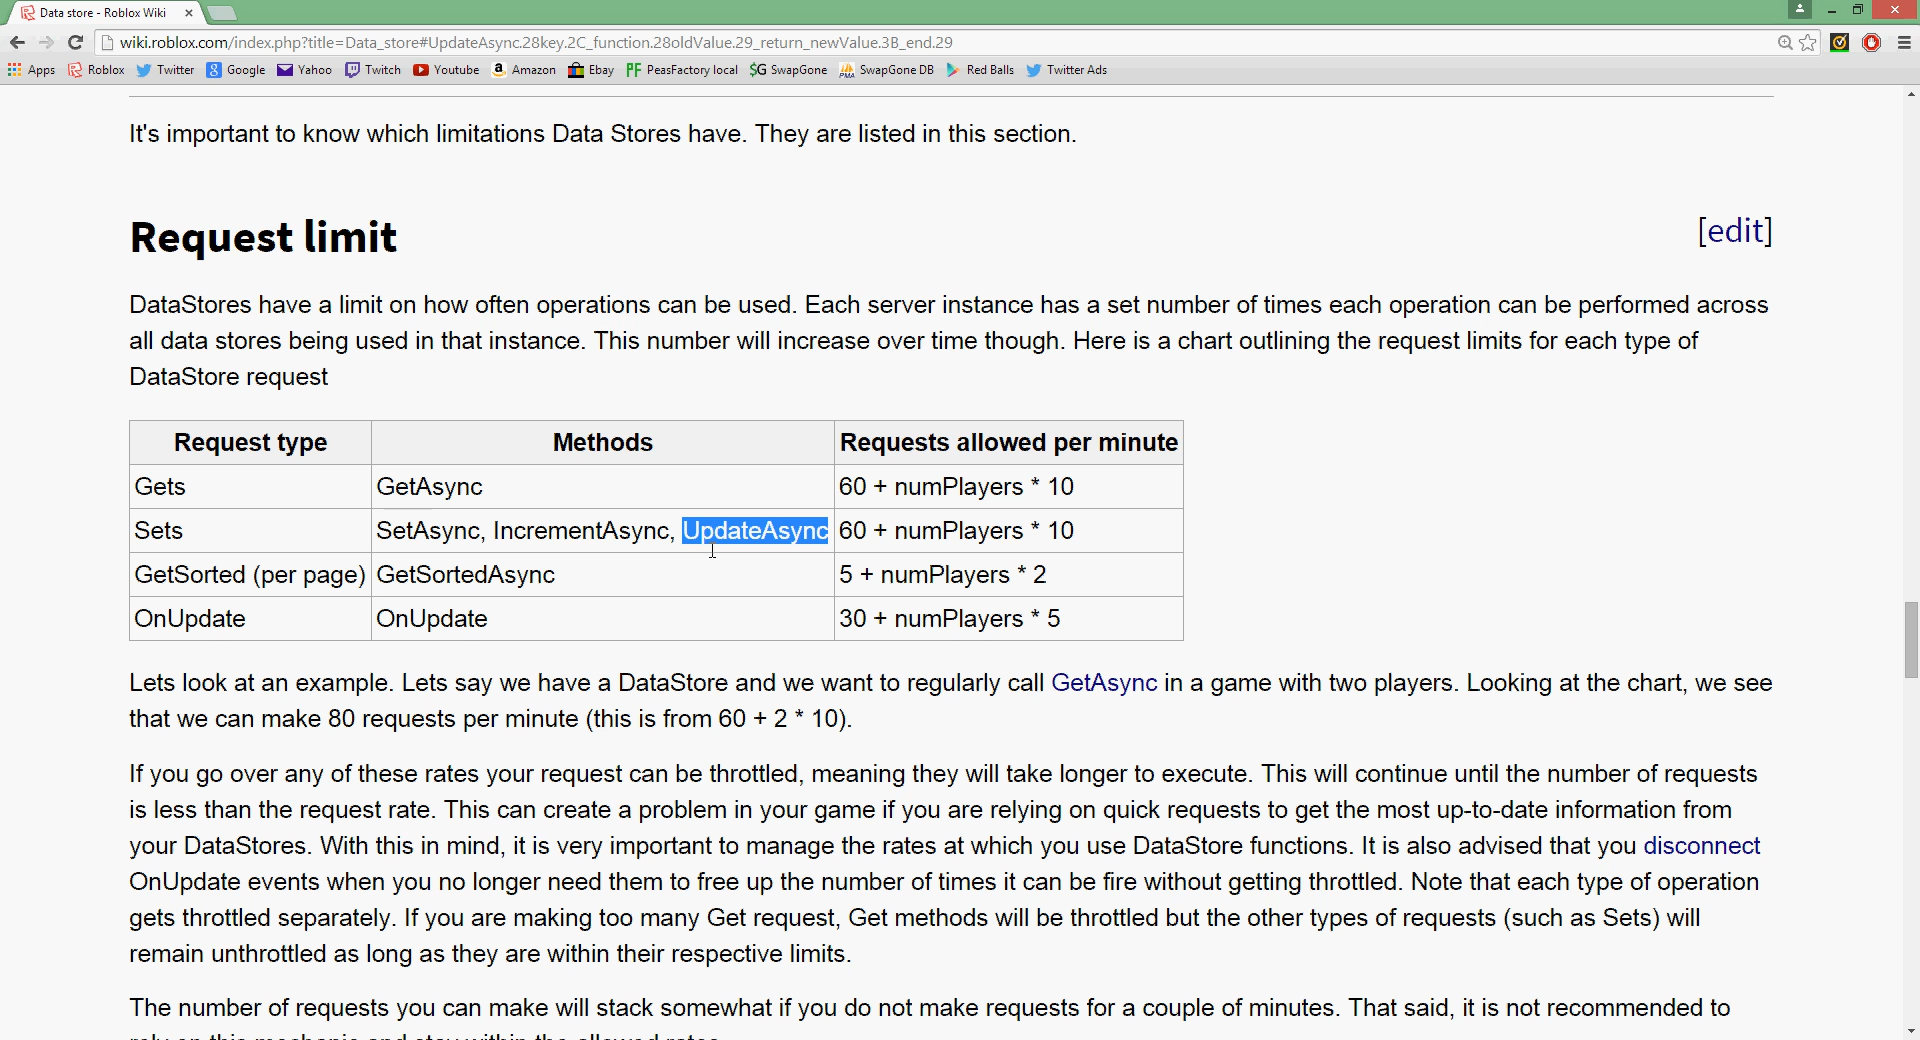 Data store - Roblox Wiki
wiki.roblox.com/index.php?title=Data_store#UpdateAsync.28key.2C_function.28oldValue.29_return_newValue.3B_end.29
Apps Roblox Twitter Google Yahoo Twitch Youtube Amazon Ebay PeasFactory local SwapGone SwapGone DB Red Balls Twitter Ads
It's important to know which limitations Data Stores have. They are listed in this section.
Request limit [edit]
DataStores have a limit on how often operations can be used. Each server instance has a set number of times each operation can be performed across
all data stores being used in that instance. This number will increase over time though. Here is a chart outlining the request limits for each type of
DataStore request
Request type Methods Requests allowed per minute
Gets GetAsync 60 + numPlayers * 10
Sets SetAsync, IncrementAsync, UpdateAsync 60 + numPlayers * 10
GetSorted (per page) GetSortedAsync 5 + numPlayers * 2
OnUpdate OnUpdate 30 + numPlayers * 5
Lets look at an example. Lets say we have a DataStore and we want to regularly call GetAsync in a game with two players. Looking at the chart, we see
that we can make 80 requests per minute (this is from 60 + 2 * 10).
If you go over any of these rates your request can be throttled, meaning they will take longer to execute. This will continue until the number of requests
is less than the request rate. This can create a problem in your game if you are relying on quick requests to get the most up-to-date information from
your DataStores. With this in mind, it is very important to manage the rates at which you use DataStore functions. It is also advised that you disconnect
OnUpdate events when you no longer need them to free up the number of times it can be fire without getting throttled. Note that each type of operation
gets throttled separately. If you are making too many Get request, Get methods will be throttled but the other types of requests (such as Sets) will
remain unthrottled as long as they are within their respective limits.
The number of requests you can make will stack somewhat if you do not make requests for a couple of minutes. That said, it is not recommended to